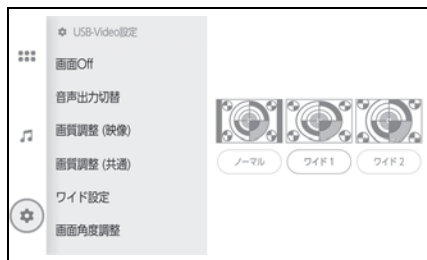 USB-Video設定
画面Off
音声出力切替
画質調整 (映像)
画質調整 (共通)
ワイド設定
画面角度調整
ノーマル
ワイド1
ワイド2